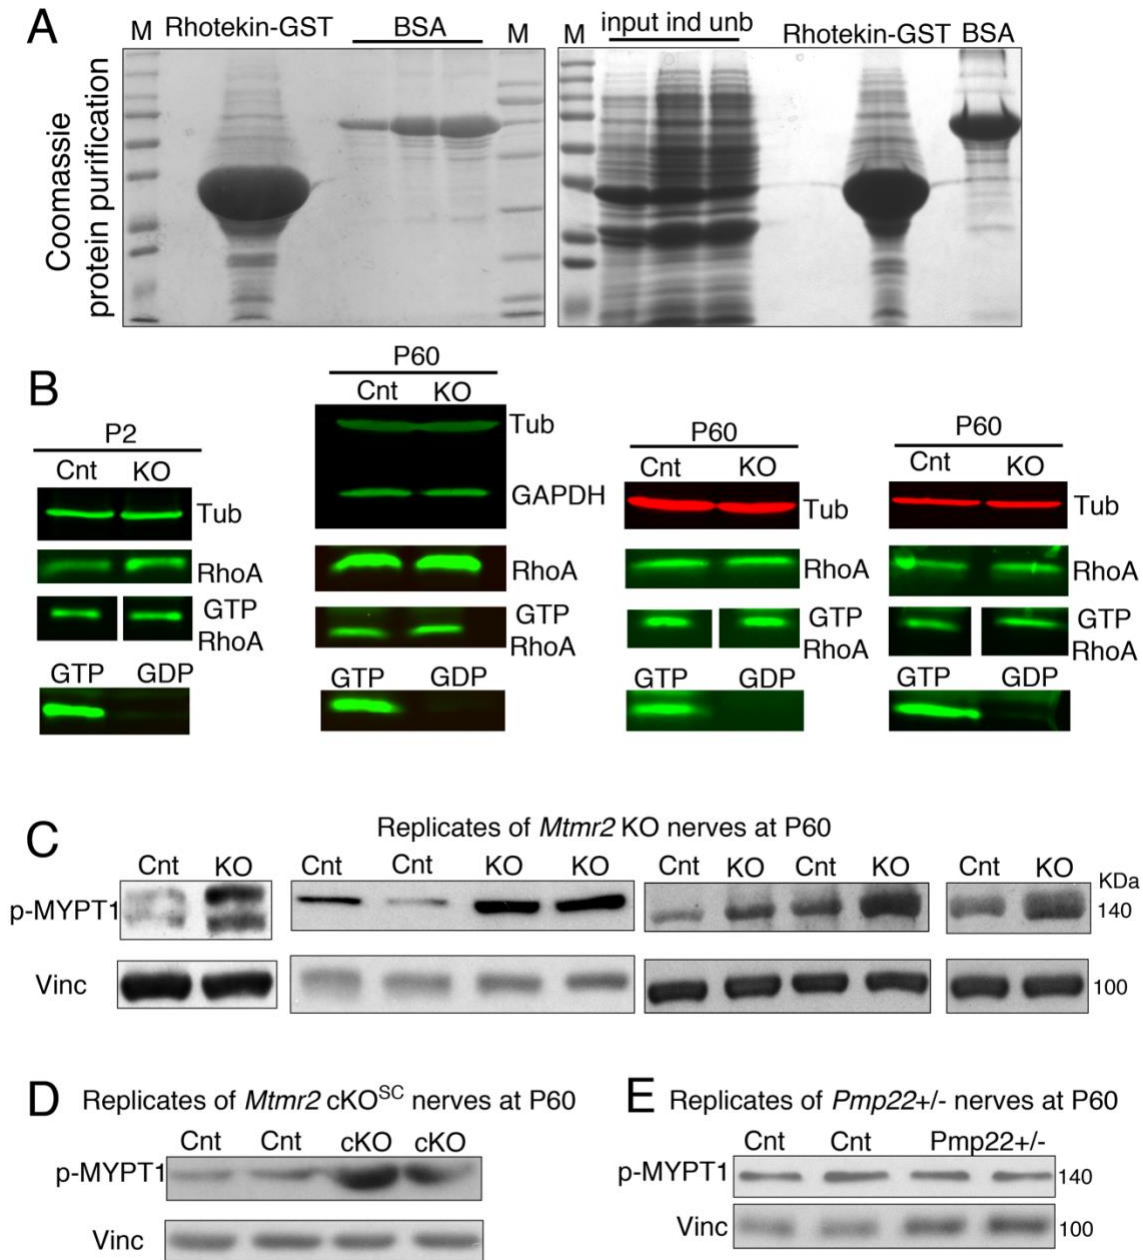 A
M Rhotekin-GST BSA M
M input ind unb Rhotekin-GST BSA
Coomassie
protein purification
B
P2
Cnt KO
Tub
RhoA
GTP
RhoA
GTP GDP
P60
Cnt KO
Tub
GAPDH
RhoA
GTP
RhoA
GTP GDP
P60
Cnt KO
Tub
RhoA
GTP
RhoA
GTP GDP
P60
Cnt KO
Tub
RhoA
GTP
RhoA
GTP GDP
C
Replicates of Mtmr2 KO nerves at P60
Cnt KO Cnt Cnt KO KO Cnt KO Cnt KO Cnt KO
KDa
p-MYPT1 140
Vinc 100
D Replicates of Mtmr2 cKOSC nerves at P60
Cnt Cnt cKO cKO
p-MYPT1
Vinc
E Replicates of Pmp22+/- nerves at P60
Cnt Cnt Pmp22+/-
p-MYPT1 140
Vinc 100